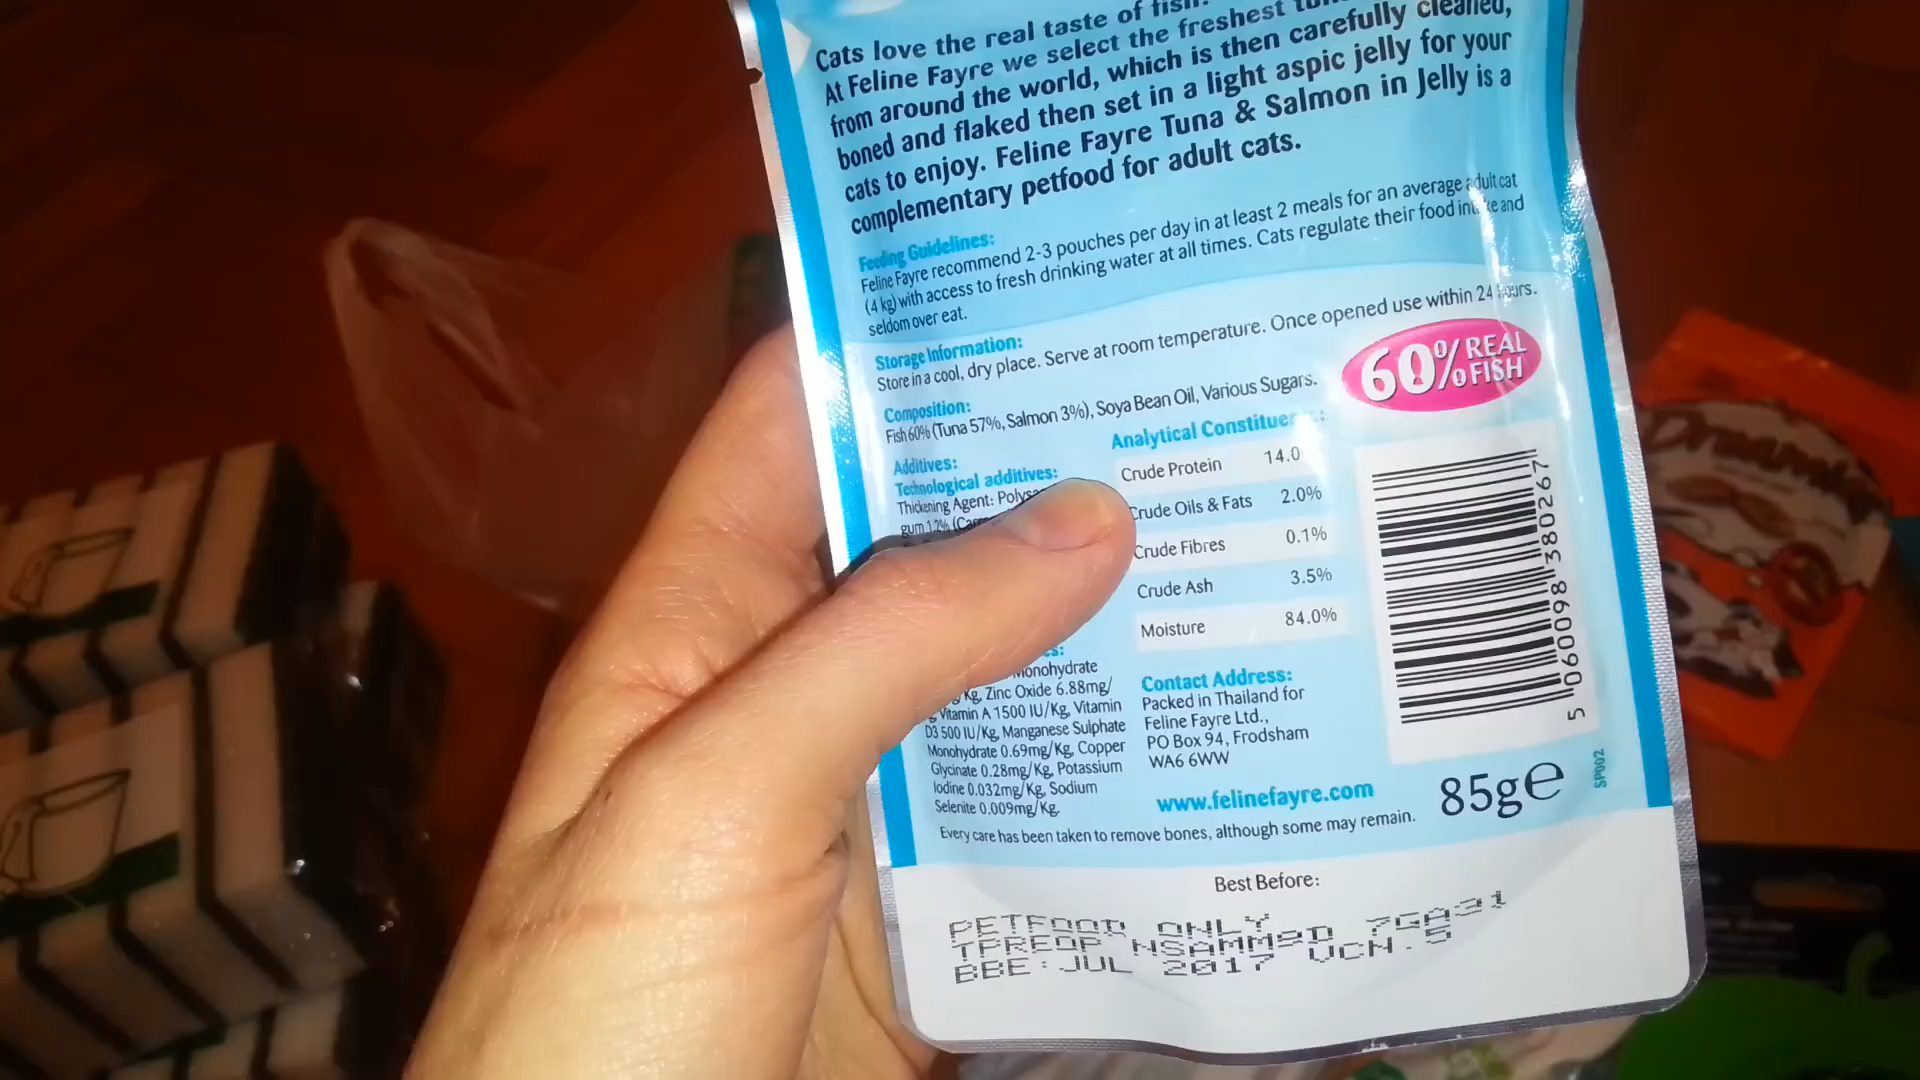 Cats love the real taste of fish.
At Feline Fayre we select the freshest
from around the world, which is then carefully cleaned,
boned and flaked then set in a light aspic jelly for your
cats to enjoy. Feline Fayre Tuna & Salmon in Jelly is a
complementary petfood for adult cats.
Feeding Guidelines:
Feline Fayre recommend 2-3 pouches per day in at least 2 meals for an average adult cat
(4 kg) with access to fresh drinking water at all times. Cats regulate their food intake and
seldom over eat.
Storage Information:
Store in a cool, dry place. Serve at room temperature. Once opened use within 24 hours.
60% REAL
FISH
Composition:
Fish 60% (Tuna 57%, Salmon 3%), Soya Bean Oil, Various Sugars.
Additives:
Technological additives:
Thickening Agent:
gum 1.2%
Analytical Constituents:
Crude Protein 14.0
Crude Oils & Fats 2.0%
Crude Fibres 0.1%
Crude Ash 3.5%
Moisture 84.0%
Monohydrate
Kg, Zinc Oxide 6.88mg/
Vitamin A 1500 IU/Kg, Vitamin
D3 500 IU/Kg, Manganese Sulphate
Monohydrate 0.69mg/Kg, Copper
Glycinate 0.28mg/Kg, Potassium
Iodine 0.032mg/Kg, Sodium
Selenite 0.009mg/Kg.
Contact Address:
Packed in Thailand for
Feline Fayre Ltd.,
PO Box 94, Frodsham
WA6 6WW
www.felinefayre.com
85g℮
5 060098 380267
SP002
Every care has been taken to remove bones, although some may remain.
Best Before:
PETFOOD ONLY
BBE: JUL 2017 VCN.5
Dreamies